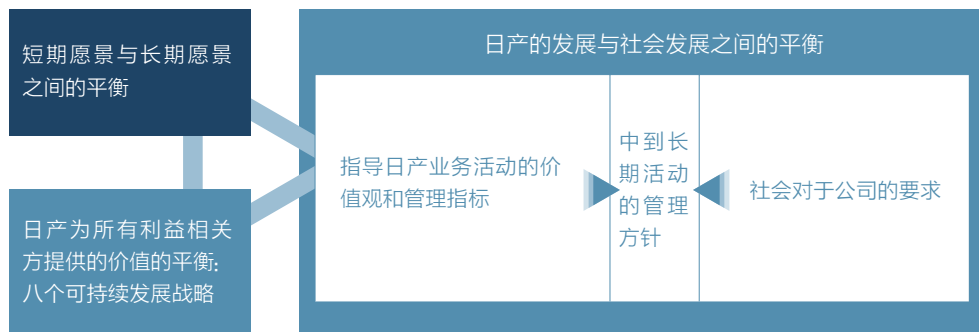 短期愿景与长期愿景
之间的平衡
日产为所有利益相关
方提供的价值的平衡:
八个可持续发展战略
日产的发展与社会发展之间的平衡
指导日产业务活动的价
值观和管理指标
中到长
期活动
的管理
方针
社会对于公司的要求